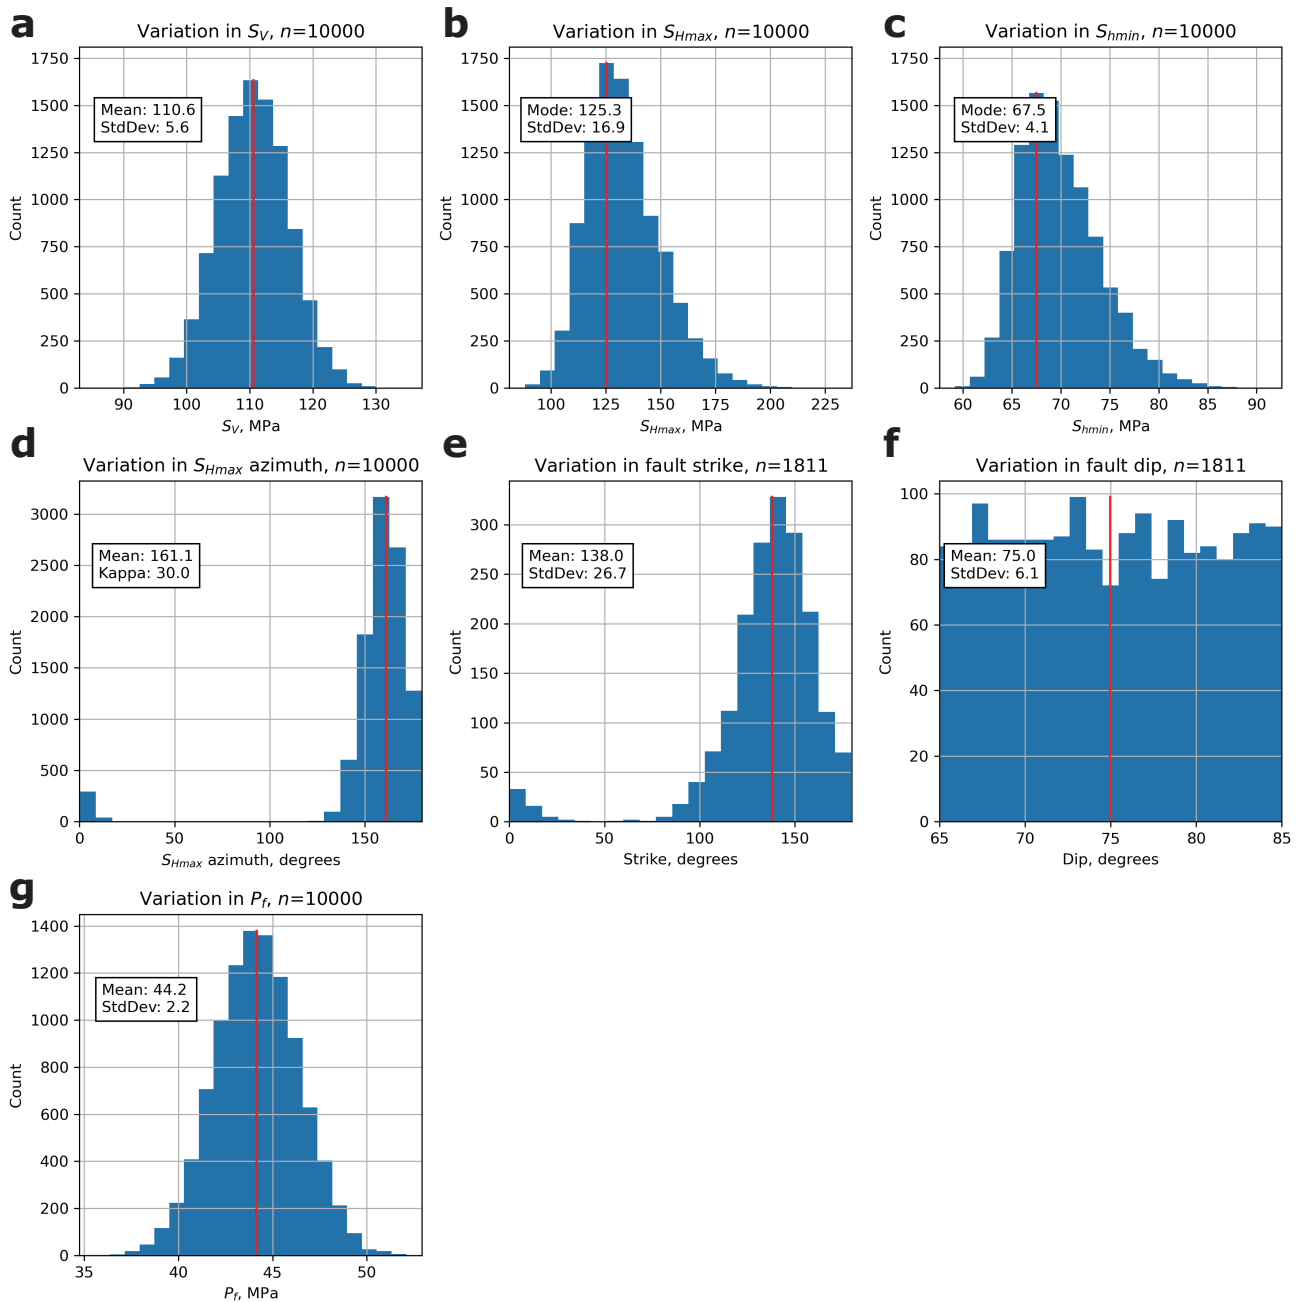 a
Variation in S_V, n=10000
Mean: 110.6
StdDev: 5.6
Count
1750
1500
1250
1000
750
500
250
0
90 100 110 120 130
S_V, MPa
b
Variation in S_Hmax, n=10000
Mode: 125.3
StdDev: 16.9
Count
1750
1500
1250
1000
750
500
250
0
100 125 150 175 200 225
S_Hmax, MPa
c
Variation in S_hmin, n=10000
Mode: 67.5
StdDev: 4.1
Count
1750
1500
1250
1000
750
500
250
0
60 65 70 75 80 85 90
S_hmin, MPa
d
Variation in S_Hmax azimuth, n=10000
Mean: 161.1
Kappa: 30.0
Count
3000
2500
2000
1500
1000
500
0
0 50 100 150
S_Hmax azimuth, degrees
e
Variation in fault strike, n=1811
Mean: 138.0
StdDev: 26.7
Count
300
250
200
150
100
50
0
0 50 100 150
Strike, degrees
f
Variation in fault dip, n=1811
Mean: 75.0
StdDev: 6.1
Count
100
80
60
40
20
0
65 70 75 80 85
Dip, degrees
g
Variation in P_f, n=10000
Mean: 44.2
StdDev: 2.2
Count
1400
1200
1000
800
600
400
200
0
35 40 45 50
P_f, MPa